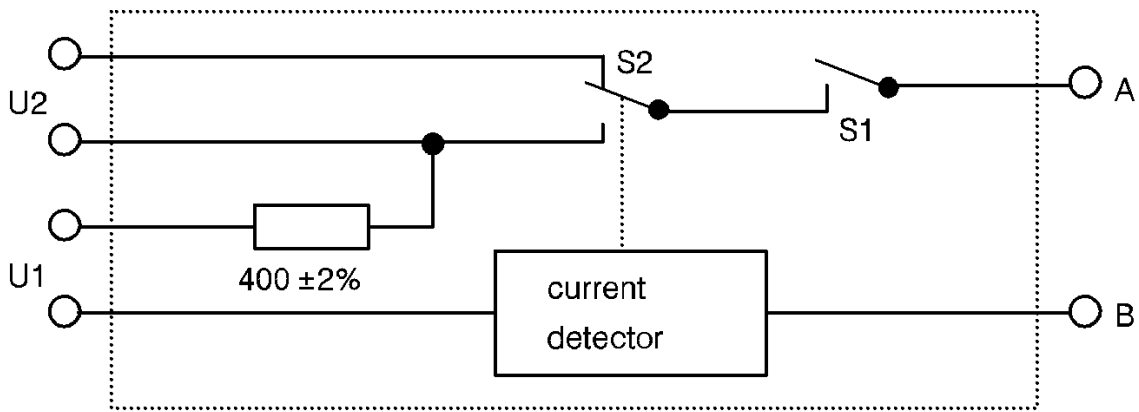 S2
U2
A
S1
400 ±2%
U1
current
detector
B